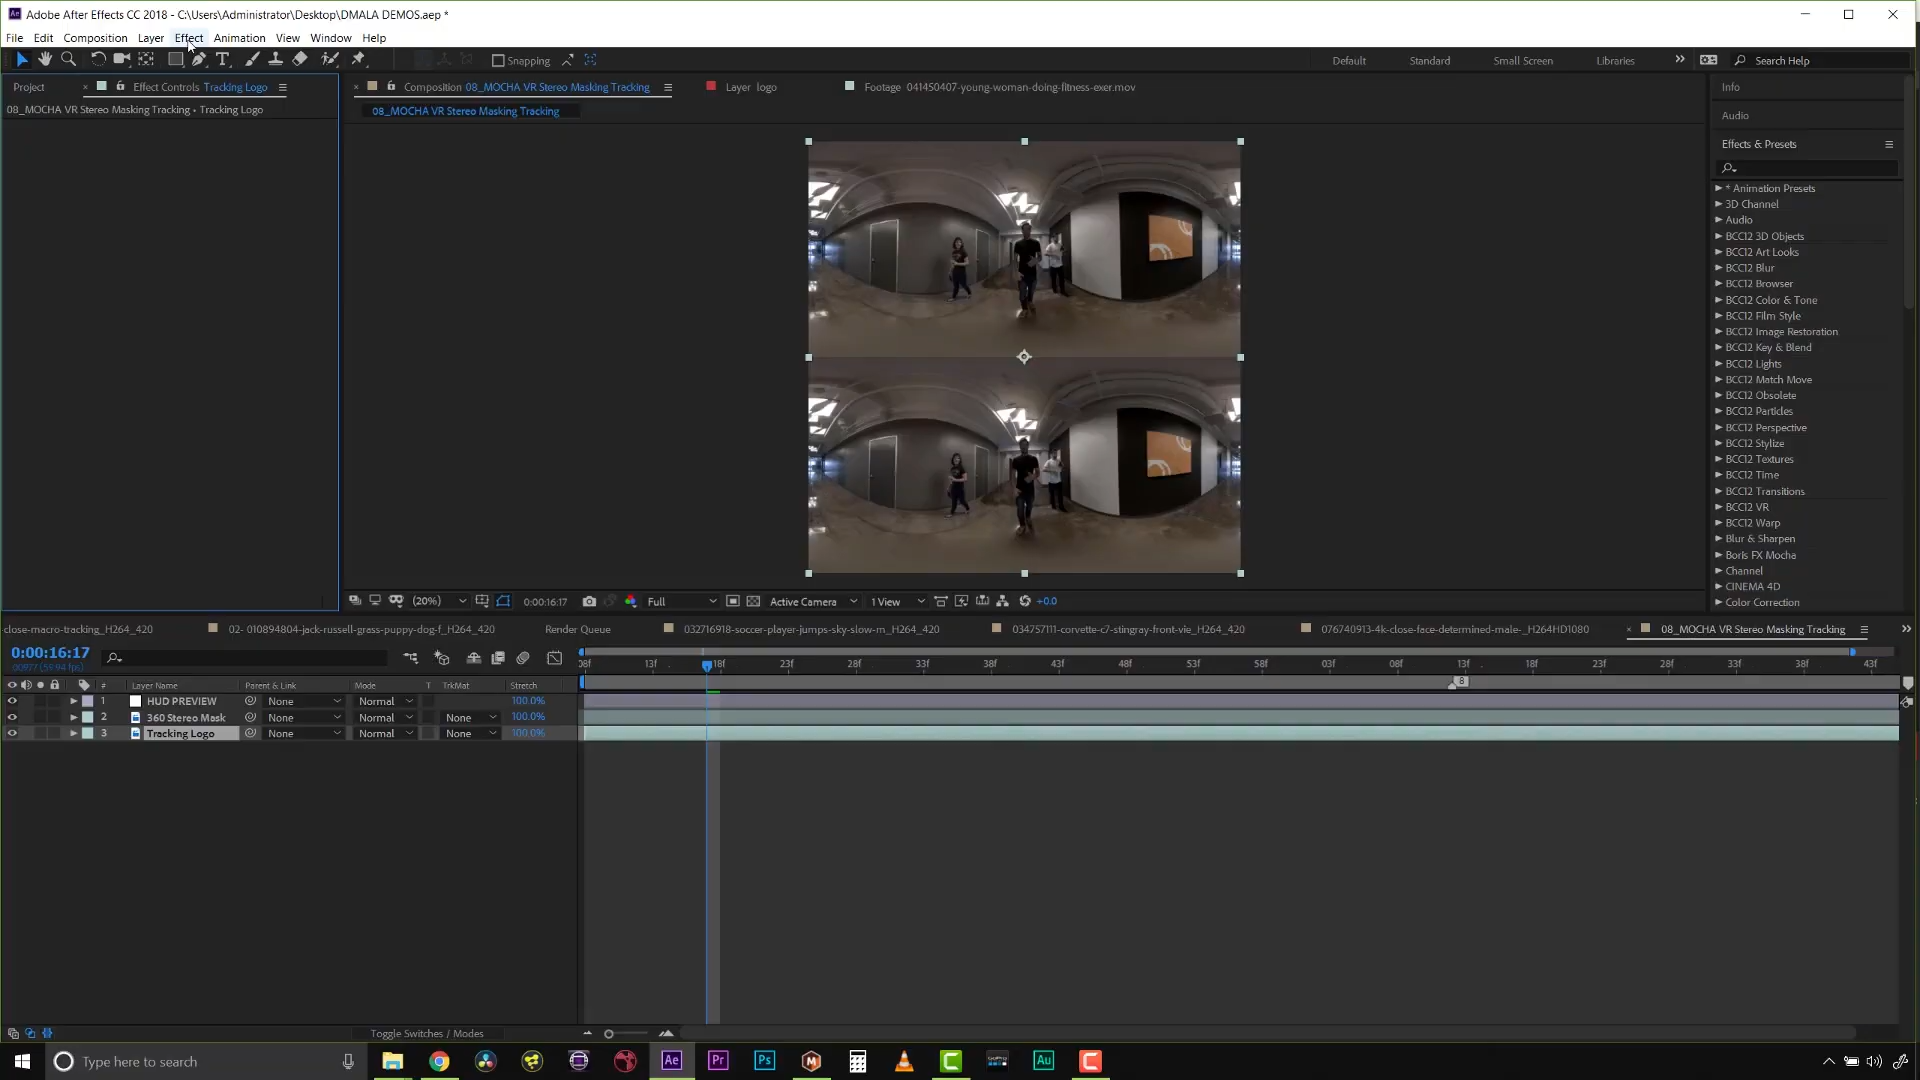 Adobe After Effects CC 2018 - C:\Users\Administrator\Desktop\DMALA DEMOS.aep *
File Edit Composition Layer Effect Animation View Window Help
Snapping Default Standard Small Screen Libraries Search Help
Project Effect Controls Tracking Logo Composition 08_MOCHA VR Stereo Masking Tracking Layer logo Footage 041450407-young-woman-doing-fitness-exer.mov Info
08_MOCHA VR Stereo Masking Tracking • Tracking Logo 08_MOCHA VR Stereo Masking Tracking
Audio
Effects & Presets
* Animation Presets
3D Channel
Audio
BCC12 3D Objects
BCC12 Art Looks
BCC12 Blur
BCC12 Browser
BCC12 Color & Tone
BCC12 Film Style
BCC12 Image Restoration
BCC12 Key & Blend
BCC12 Lights
BCC12 Match Move
BCC12 Obsolete
BCC12 Particles
BCC12 Perspective
BCC12 Stylize
BCC12 Textures
BCC12 Time
BCC12 Transitions
BCC12 VR
BCC12 Warp
Blur & Sharpen
Boris FX Mocha
Channel
CINEMA 4D
Color Correction
(20%) 0:00:16:17 Full Active Camera 1 View +0.0
close-macro-tracking_H264_420 02- 010894804-jack-russell-grass-puppy-dog-f_H264_420 Render Queue 032716918-soccer-player-jumps-sky-slow-m_H264_420 034757111-corvette-c7-stingray-front-vie_H264_420 076740913-4k-close-face-determined-male-_H264HD1080 08_MOCHA VR Stereo Masking Tracking
0:00:16:17
00977 (59.94 fps)
08f 13f 18f 23f 28f 33f 38f 43f 48f 53f 58f 03f 08f 13f 18f 23f 28f 33f 38f 43f
8
# Layer Name Parent & Link Mode T TrkMat Stretch
1 HUD PREVIEW None Normal 100.0%
2 360 Stereo Mask None Normal None 100.0%
3 Tracking Logo None Normal None 100.0%
Toggle Switches / Modes
Type here to search Ae Pr Ps M Au